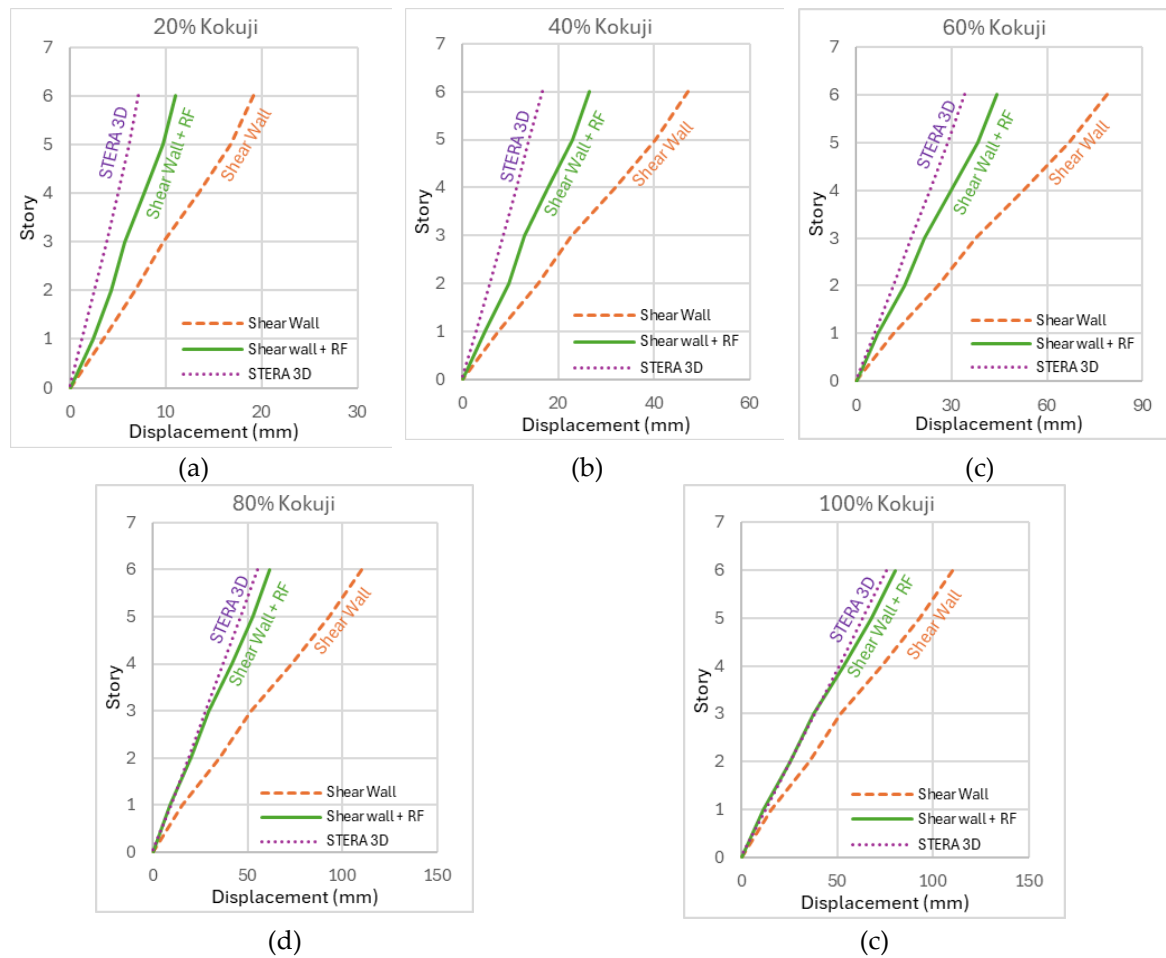 20% Kokuji
7
6
5
4
3
2
1
0
Story
STERA 3D
Shear Wall + RF
Shear Wall
Shear Wall
Shear wall + RF
STERA 3D
0 10 20 30
Displacement (mm)
(a)
40% Kokuji
7
6
5
4
3
2
1
0
Story
STERA 3D
Shear Wall + RF
Shear Wall
Shear Wall
Shear wall + RF
STERA 3D
0 20 40 60
Displacement (mm)
(b)
60% Kokuji
7
6
5
4
3
2
1
0
Story
STERA 3D
Shear Wall + RF
Shear Wall
Shear Wall
Shear wall + RF
STERA 3D
0 30 60 90
Displacement (mm)
(c)
80% Kokuji
7
6
5
4
3
2
1
0
Story
STERA 3D
Shear Wall + RF
Shear Wall
Shear Wall
Shear wall + RF
STERA 3D
0 50 100 150
Displacement (mm)
(d)
100% Kokuji
7
6
5
4
3
2
1
0
Story
STERA 3D
Shear Wall + RF
Shear Wall
Shear Wall
Shear wall + RF
STERA 3D
0 50 100 150
Displacement (mm)
(c)